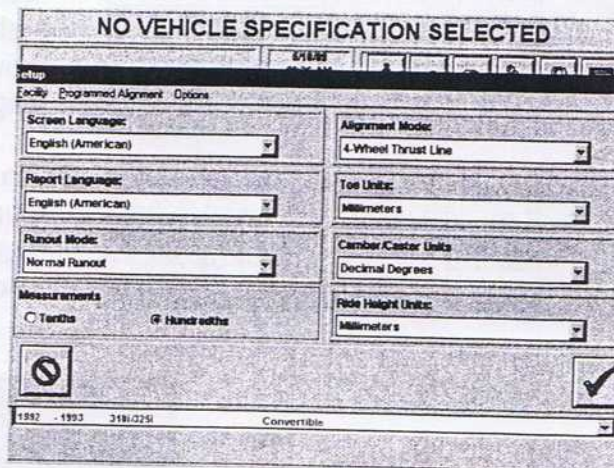 NO VEHICLE SPECIFICATION SELECTED
Setup
Facility Programmed Alignment Options
Screen Language:
English (American)
Report Language:
English (American)
Runout Mode:
Normal Runout
Measurements
Tenths Hundredths
Alignment Mode:
4-Wheel Thrust Line
Toe Units:
Millimeters
Camber/Caster Units
Decimal Degrees
Ride Height Units:
Millimeters
1992 - 1993 318i/325i Convertible